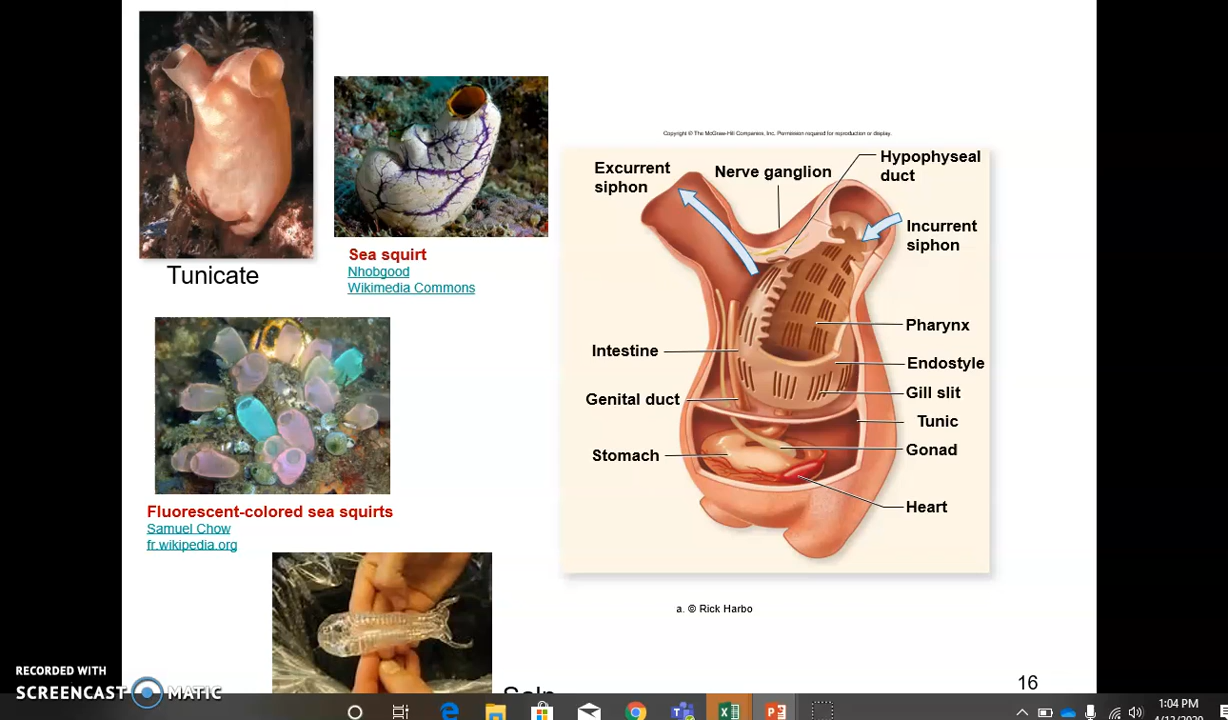 Tunicate
Sea squirt
Nhobgood
Wikimedia Commons
Fluorescent-colored sea squirts
Samuel Chow
fr.wikipedia.org
Copyright © The McGraw-Hill Companies, Inc. Permission required for reproduction or display.
Excurrent
siphon
Nerve ganglion
Hypophyseal
duct
Incurrent
siphon
Pharynx
Intestine
Endostyle
Gill slit
Genital duct
Tunic
Gonad
Stomach
Heart
a. © Rick Harbo
16
RECORDED WITH
SCREENCAST MATIC
1:04 PM